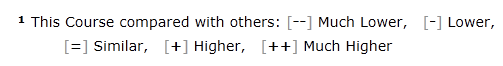 ¹ This Course compared with others: [--] Much Lower, [-] Lower,
[=] Similar, [+] Higher, [++] Much Higher